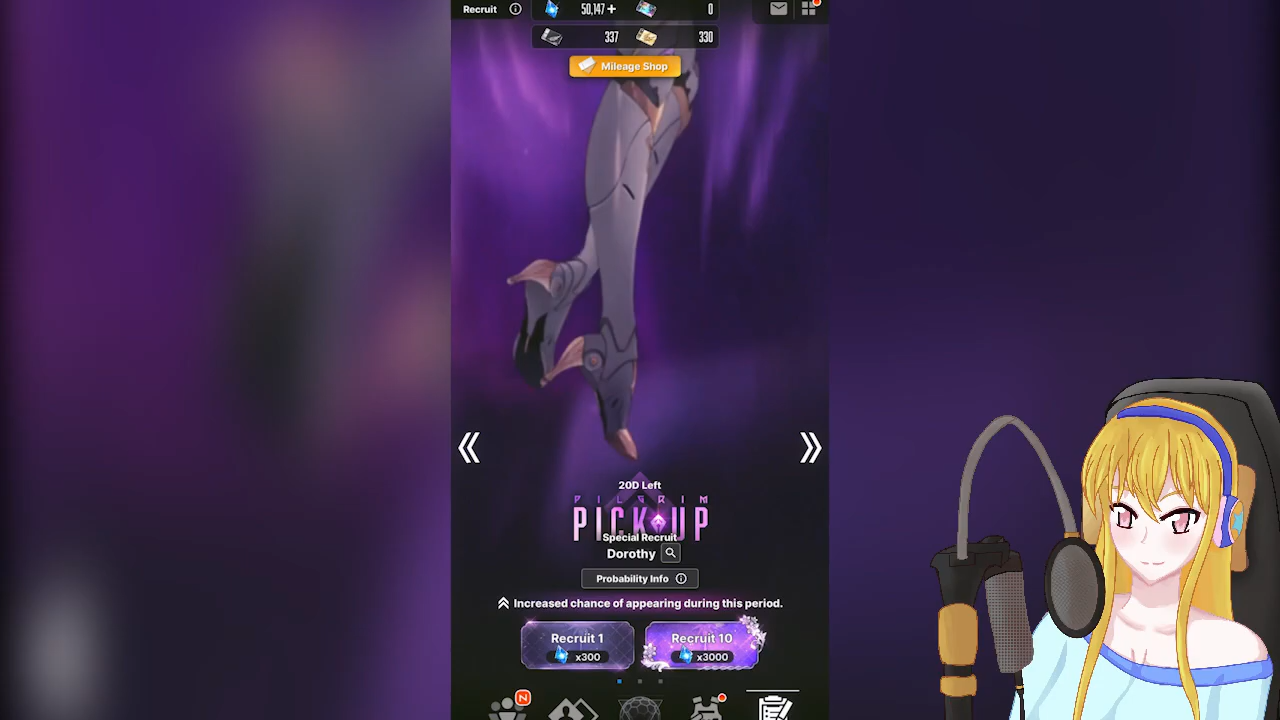 Recruit 50,147+ 0
337 330
Mileage Shop
20D Left
PILGRIM
PICK UP
Special Recruit
Dorothy
Probability Info
Increased chance of appearing during this period.
Recruit 1 Recruit 10
x300 x3000
N